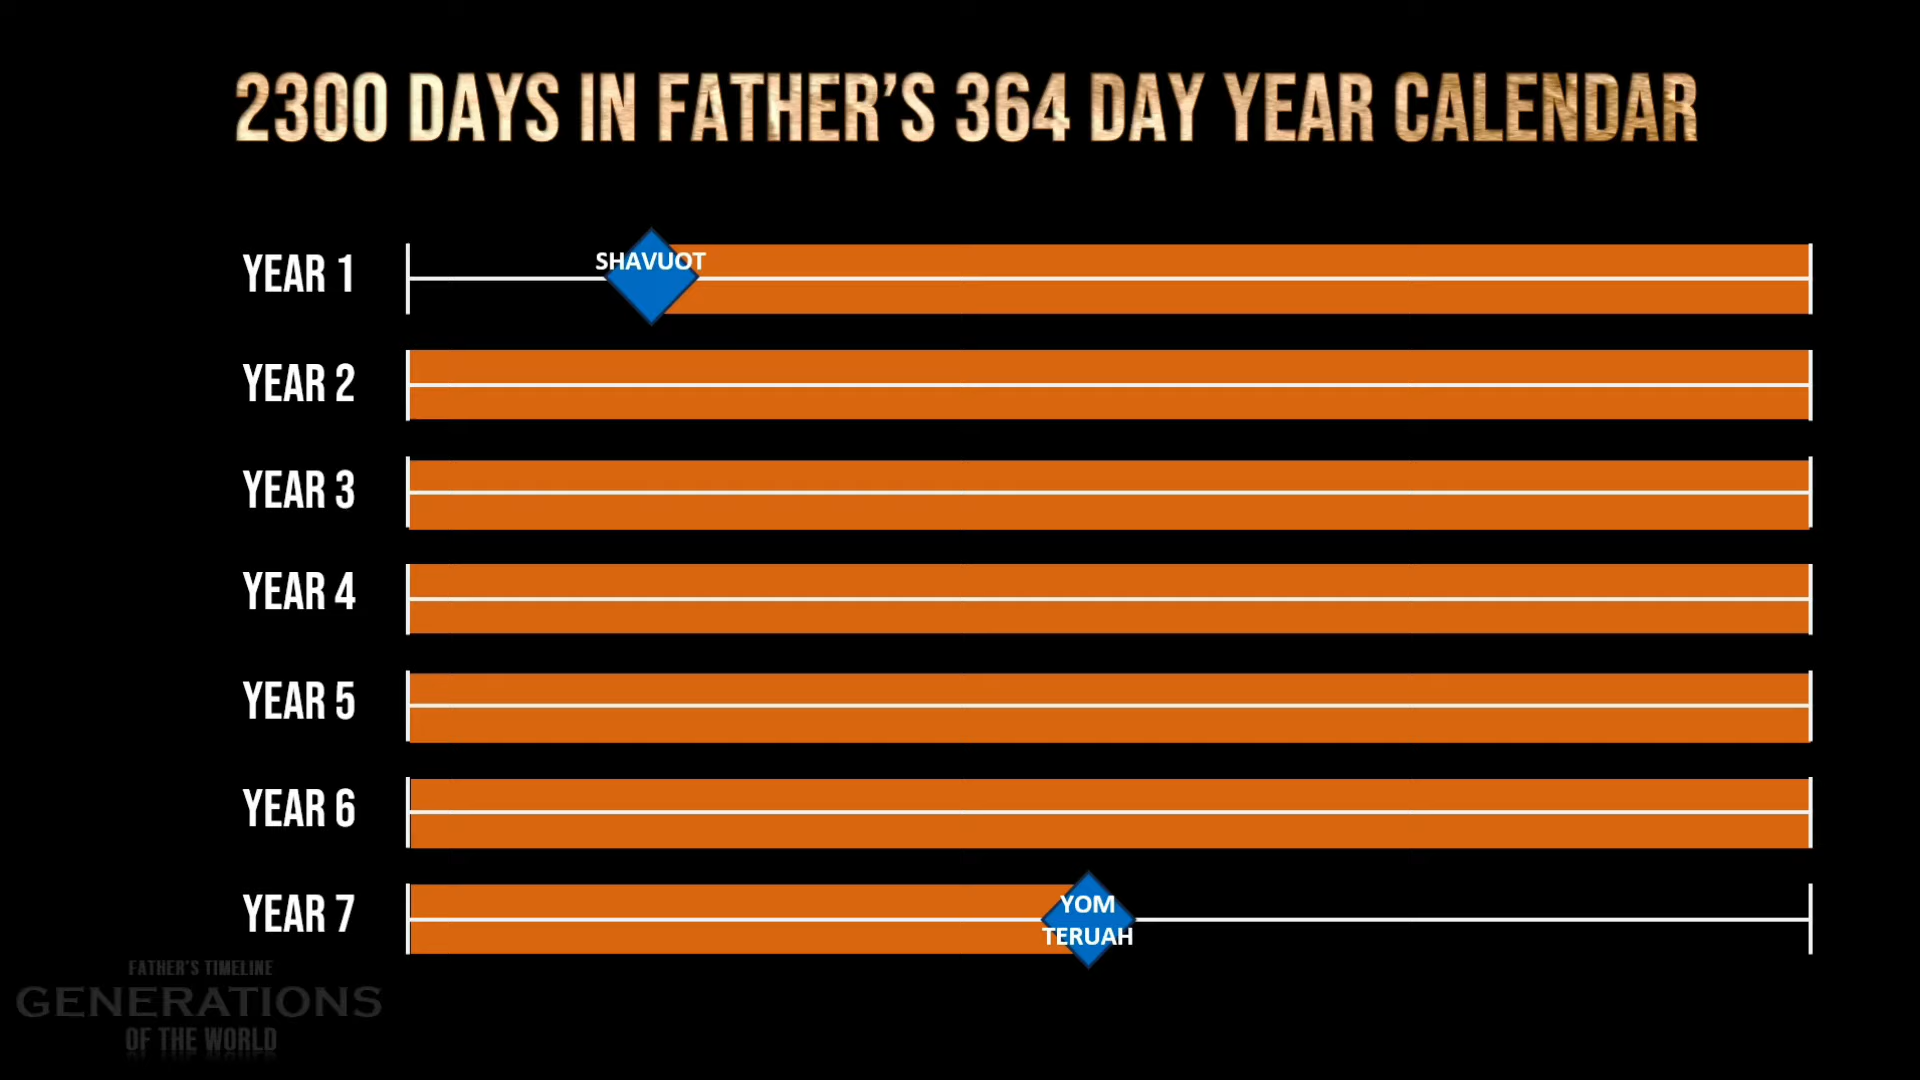 2300 DAYS IN FATHER'S 364 DAY YEAR CALENDAR
YEAR 1
SHAVUOT
YEAR 2
YEAR 3
YEAR 4
YEAR 5
YEAR 6
YEAR 7
YOM
TERUAH
FATHER'S TIMELINE
GENERATIONS
OF THE WORLD